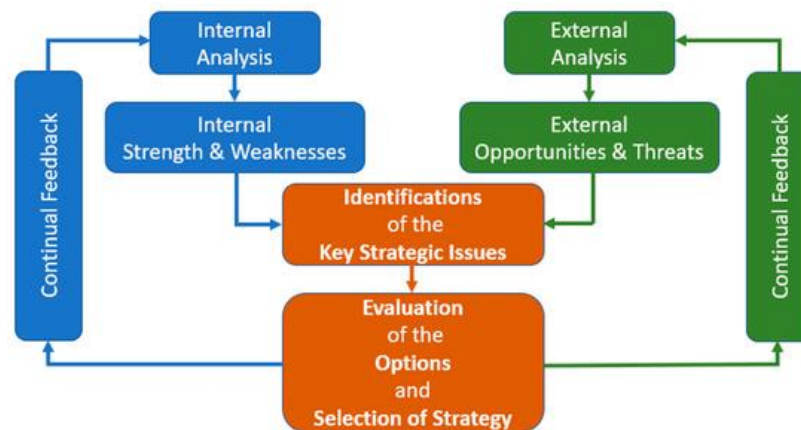 Internal
Analysis
External
Analysis
Internal
Strength & Weaknesses
External
Opportunities & Threats
Continual Feedback
Continual Feedback
Identifications
of the
Key Strategic Issues
Evaluation
of the
Options
and
Selection of Strategy